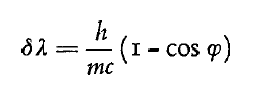 δλ = h/mc (1 - cos φ)